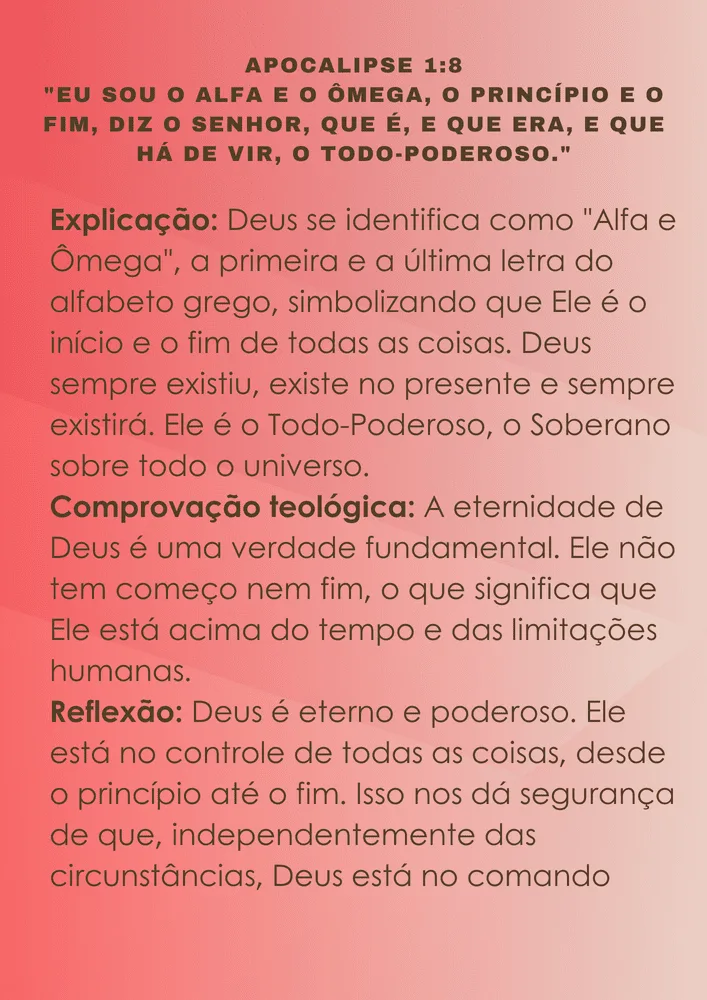 APOCALIPSE 1:8
"EU SOU O ALFA E O ÔMEGA, O PRINCÍPIO E O
FIM, DIZ O SENHOR, QUE É, E QUE ERA, E QUE
HÁ DE VIR, O TODO-PODEROSO."
Explicação: Deus se identifica como "Alfa e
Ômega", a primeira e a última letra do
alfabeto grego, simbolizando que Ele é o
início e o fim de todas as coisas. Deus
sempre existiu, existe no presente e sempre
existirá. Ele é o Todo-Poderoso, o Soberano
sobre todo o universo.
Comprovação teológica: A eternidade de
Deus é uma verdade fundamental. Ele não
tem começo nem fim, o que significa que
Ele está acima do tempo e das limitações
humanas.
Reflexão: Deus é eterno e poderoso. Ele
está no controle de todas as coisas, desde
o princípio até o fim. Isso nos dá segurança
de que, independentemente das
circunstâncias, Deus está no comando